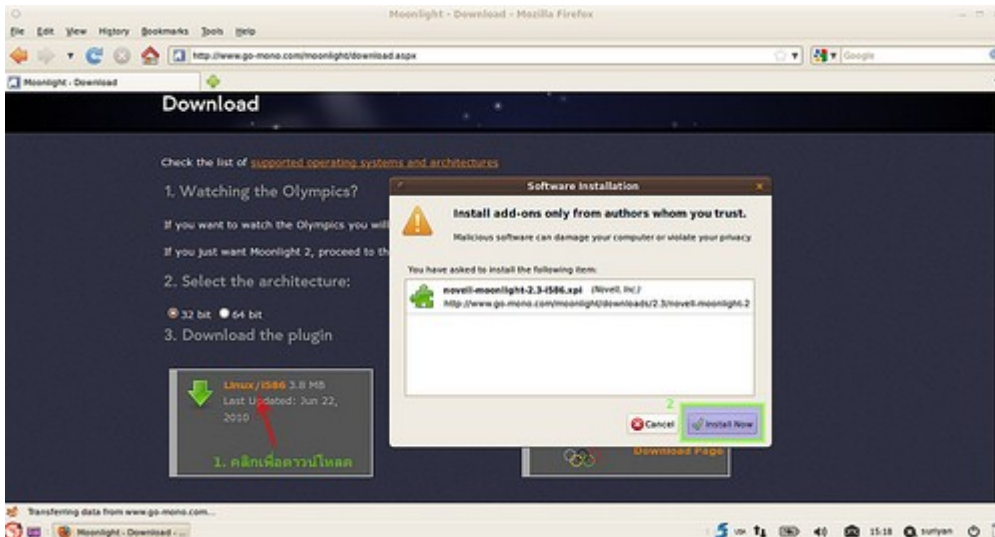 Moonlight - Download - Mozilla Firefox
File Edit View History Bookmarks Tools Help
http://www.go-mono.com/moonlight/download.aspx
Google
Moonlight - Download
Download
Check the list of supported operating systems and architectures
1. Watching the Olympics?
If you want to watch the Olympics you will
If you just want Moonlight 2, proceed to th
2. Select the architecture:
32 bit 64 bit
3. Download the plugin
Linux/i586 3.8 MB
Last Updated: Jun 22,
2010
1. คลิกเพื่อดาวน์โหลด
Software Installation
Install add-ons only from authors whom you trust.
Malicious software can damage your computer or violate your privacy
You have asked to install the following item:
novell-moonlight-2.3-i586.xpi (Novell, Inc.)
http://www.go-mono.com/moonlight/downloads/2.3/novell-moonlight-2
2
Cancel Install Now
Download Page
Transferring data from www.go-mono.com...
Moonlight - Download - ...
USA 15:18 suriyan